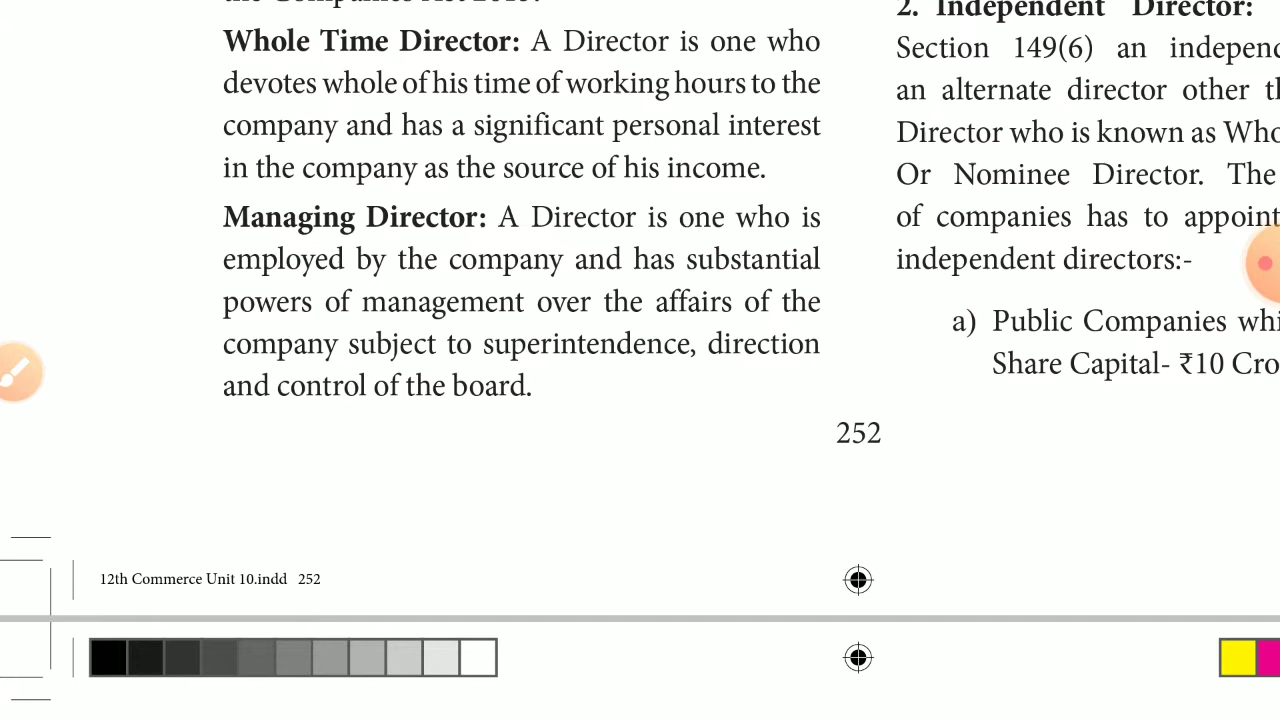 Whole Time Director: A Director is one who
devotes whole of his time of working hours to the
company and has a significant personal interest
in the company as the source of his income.
Managing Director: A Director is one who is
employed by the company and has substantial
powers of management over the affairs of the
company subject to superintendence, direction
and control of the board.
2. Independent Director:
Section 149(6) an
an alternate director other
Director who is known as
Or Nominee Director. The
of companies has to appoint
independent directors:-
a) Public Companies
Share Capital- ₹10
252
12th Commerce Unit 10.indd 252